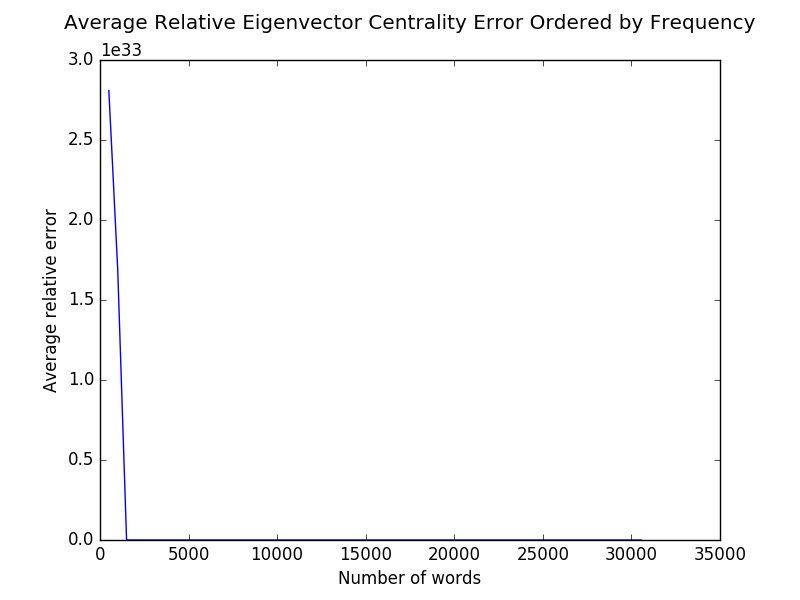 Average Relative Eigenvector Centrality Error Ordered by Frequency
1e33
3.0
2.5
2.0
1.5
1.0
0.5
0.0
Average relative error
0 5000 10000 15000 20000 25000 30000 35000
Number of words